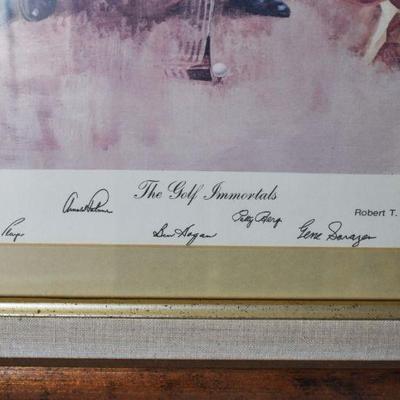 The Golf Immortals
Arnold Palmer
Patty Berg
Robert T.
Ben Hogan
Gene Sarazen